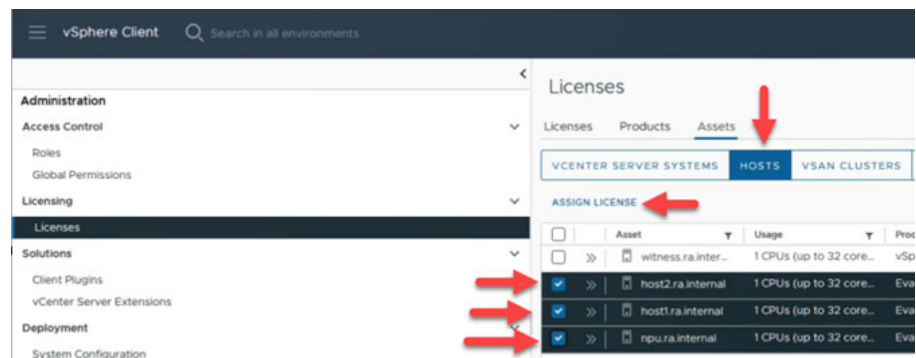 vSphere Client Search in all environments
Administration
Access Control
Roles
Global Permissions
Licensing
Licenses
Solutions
Client Plugins
vCenter Server Extensions
Deployment
System Configuration
Licenses
Licenses Products Assets
VCENTER SERVER SYSTEMS HOSTS VSAN CLUSTERS
ASSIGN LICENSE
Asset Usage Prod
witness.ra.inter... 1 CPUs (up to 32 core... vSp
host2.ra.internal 1 CPUs (up to 32 core... Eva
host1.ra.internal 1 CPUs (up to 32 core... Eva
npu.ra.internal 1 CPUs (up to 32 core... Eva